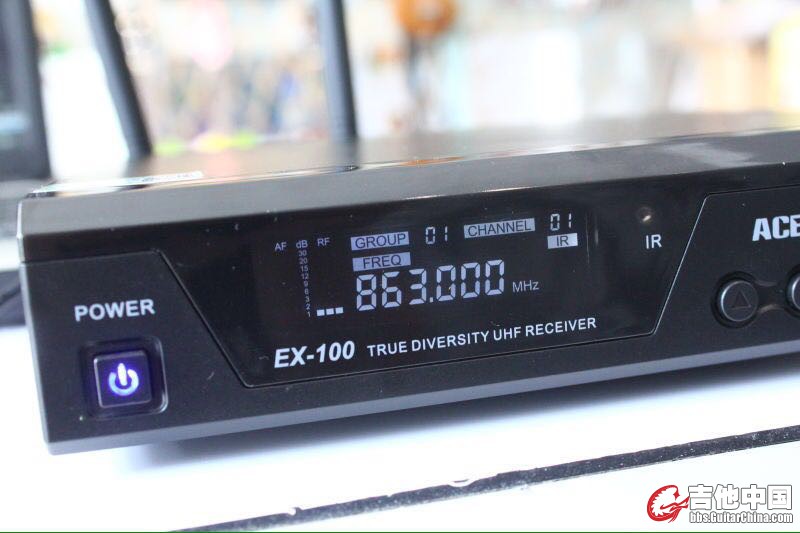 AF dB RF GROUP 01 CHANNEL 01
IR
30
20
15
12
9
6
3
2
1
FREQ
863.000 MHz
IR
ACE
POWER
EX-100 TRUE DIVERSITY UHF RECEIVER
吉他中国
bbs.GuitarChina.com